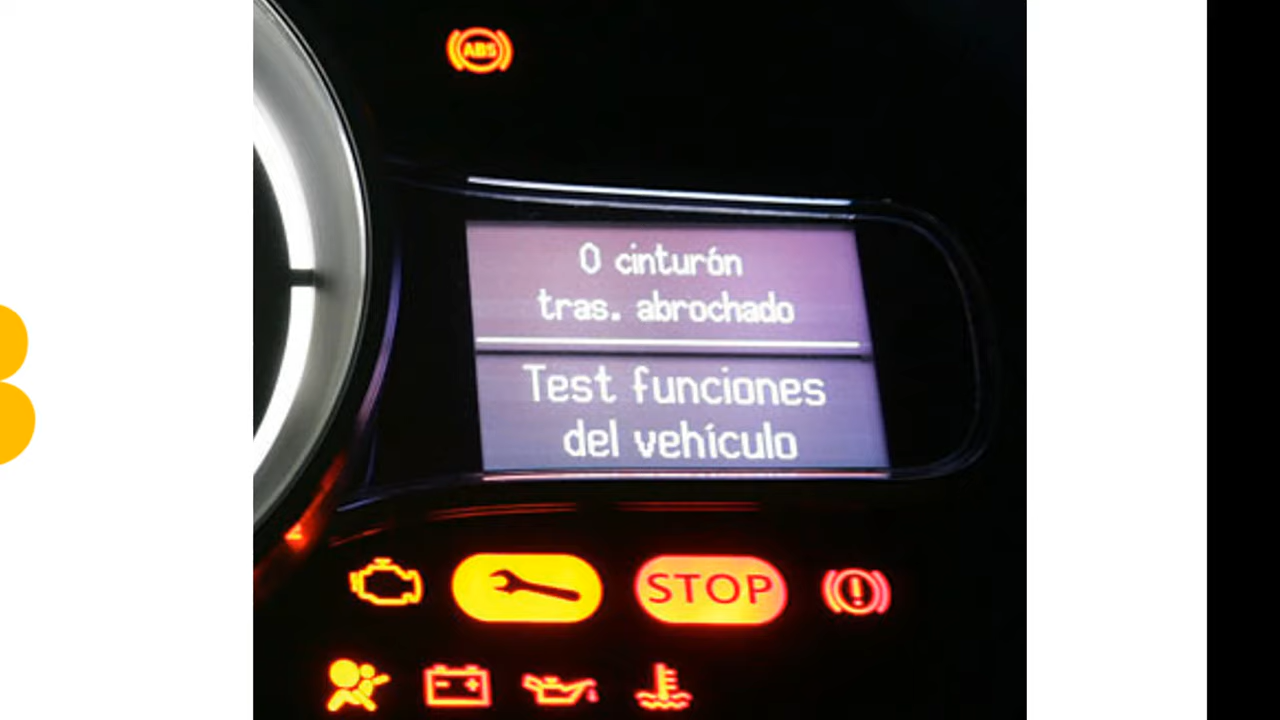 ABS
0 cinturón
tras. abrochado
Test funciones
del vehículo
STOP